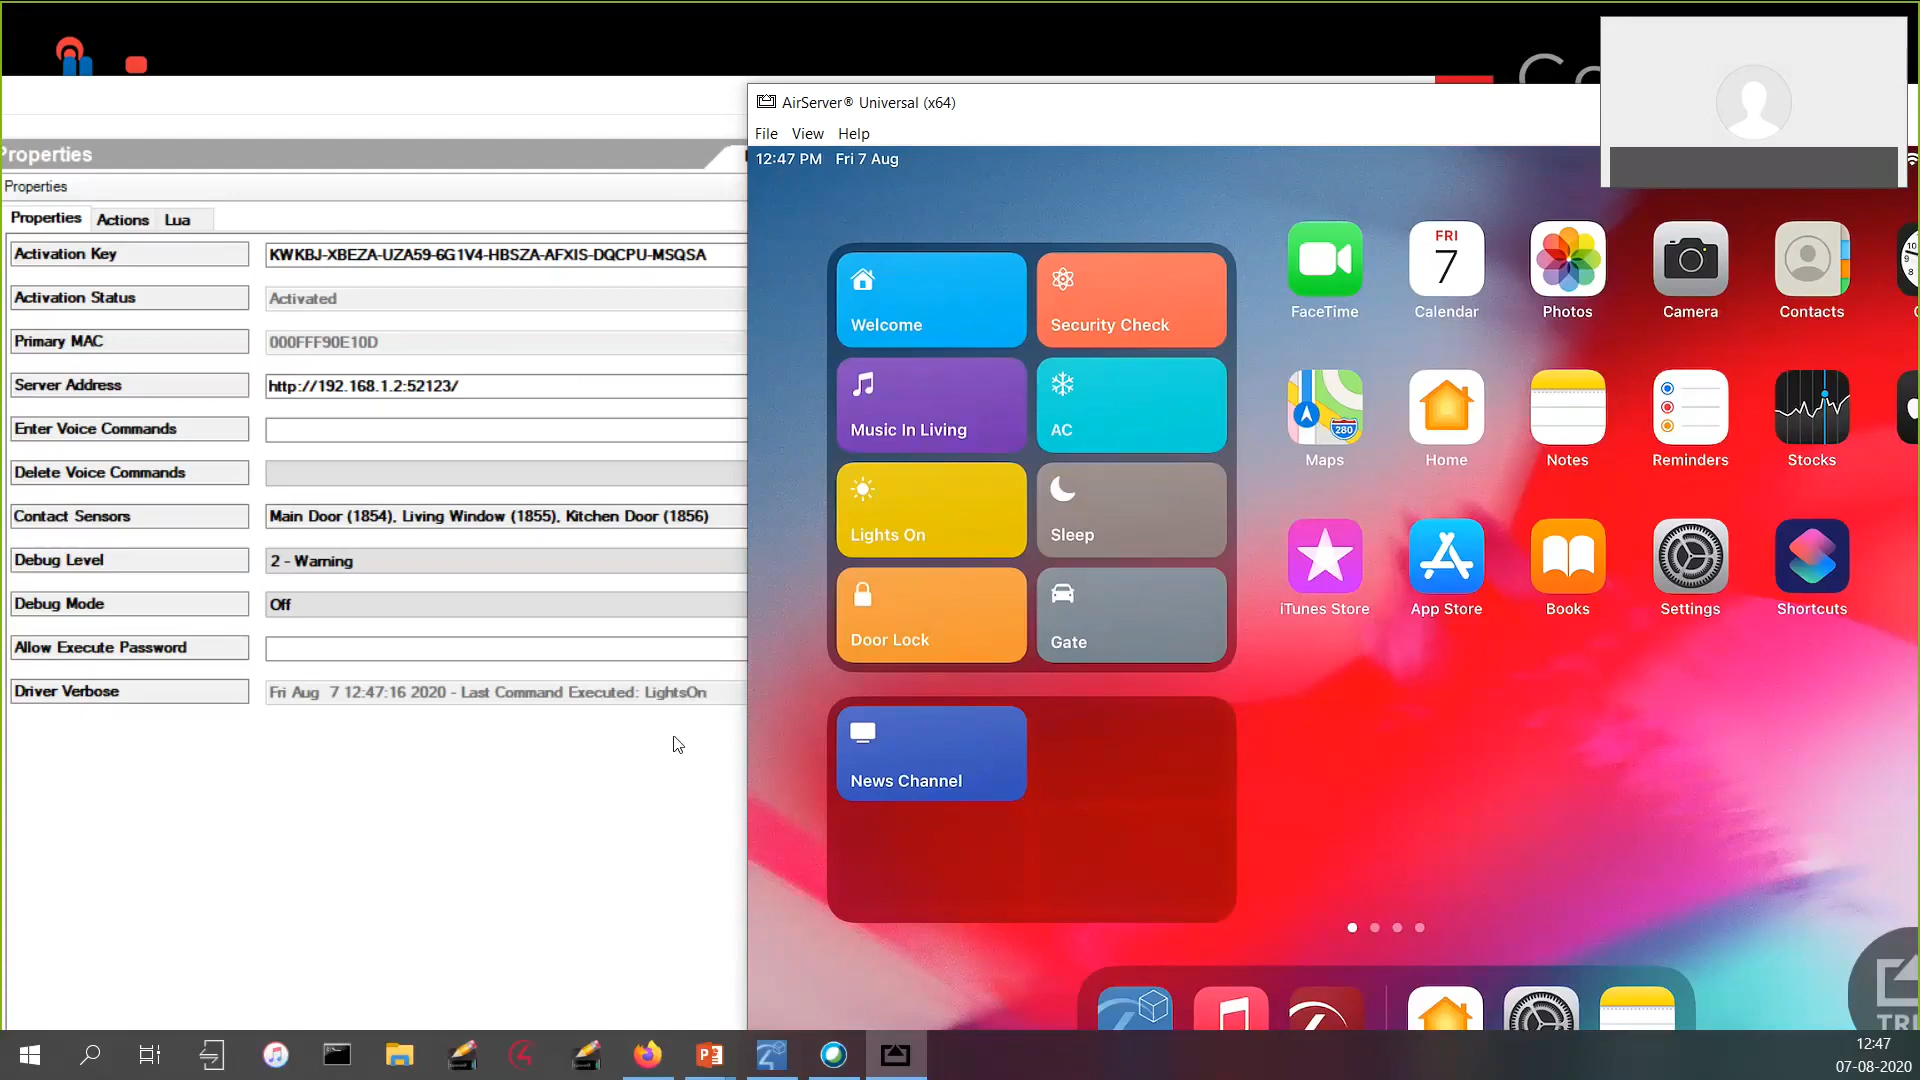 AirServer® Universal (x64)
File View Help
Properties
Properties
Properties Actions Lua
Activation Key KWKBJ-XBEZA-UZA59-6G1V4-HBSZA-AFXIS-DQCPU-MSQSA
Activation Status Activated
Primary MAC 000FFF90E10D
Server Address http://192.168.1.2:52123/
Enter Voice Commands
Delete Voice Commands
Contact Sensors Main Door (1854), Living Window (1855), Kitchen Door (1856)
Debug Level 2 - Warning
Debug Mode Off
Allow Execute Password
Driver Verbose Fri Aug 7 12:47:16 2020 - Last Command Executed: LightsOn
12:47 PM Fri 7 Aug
Welcome
Security Check
Music In Living
AC
Lights On
Sleep
Door Lock
Gate
News Channel
FRI
7
FaceTime Calendar Photos Camera Contacts
280
Maps Home Notes Reminders Stocks
iTunes Store App Store Books Settings Shortcuts
12:47
07-08-2020